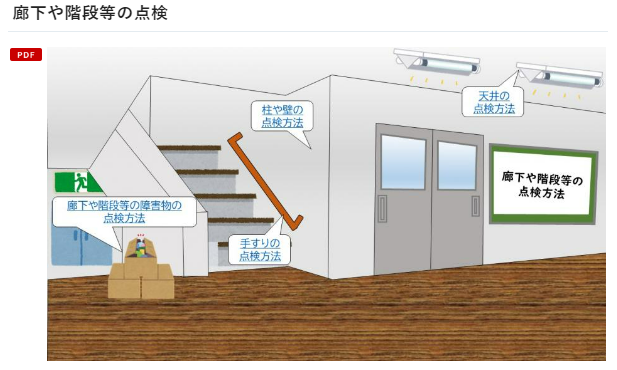 廊下や階段等の点検
PDF
天井の
点検方法
柱や壁の
点検方法
廊下や階段等の
点検方法
廊下や階段等の障害物の
点検方法
手すりの
点検方法